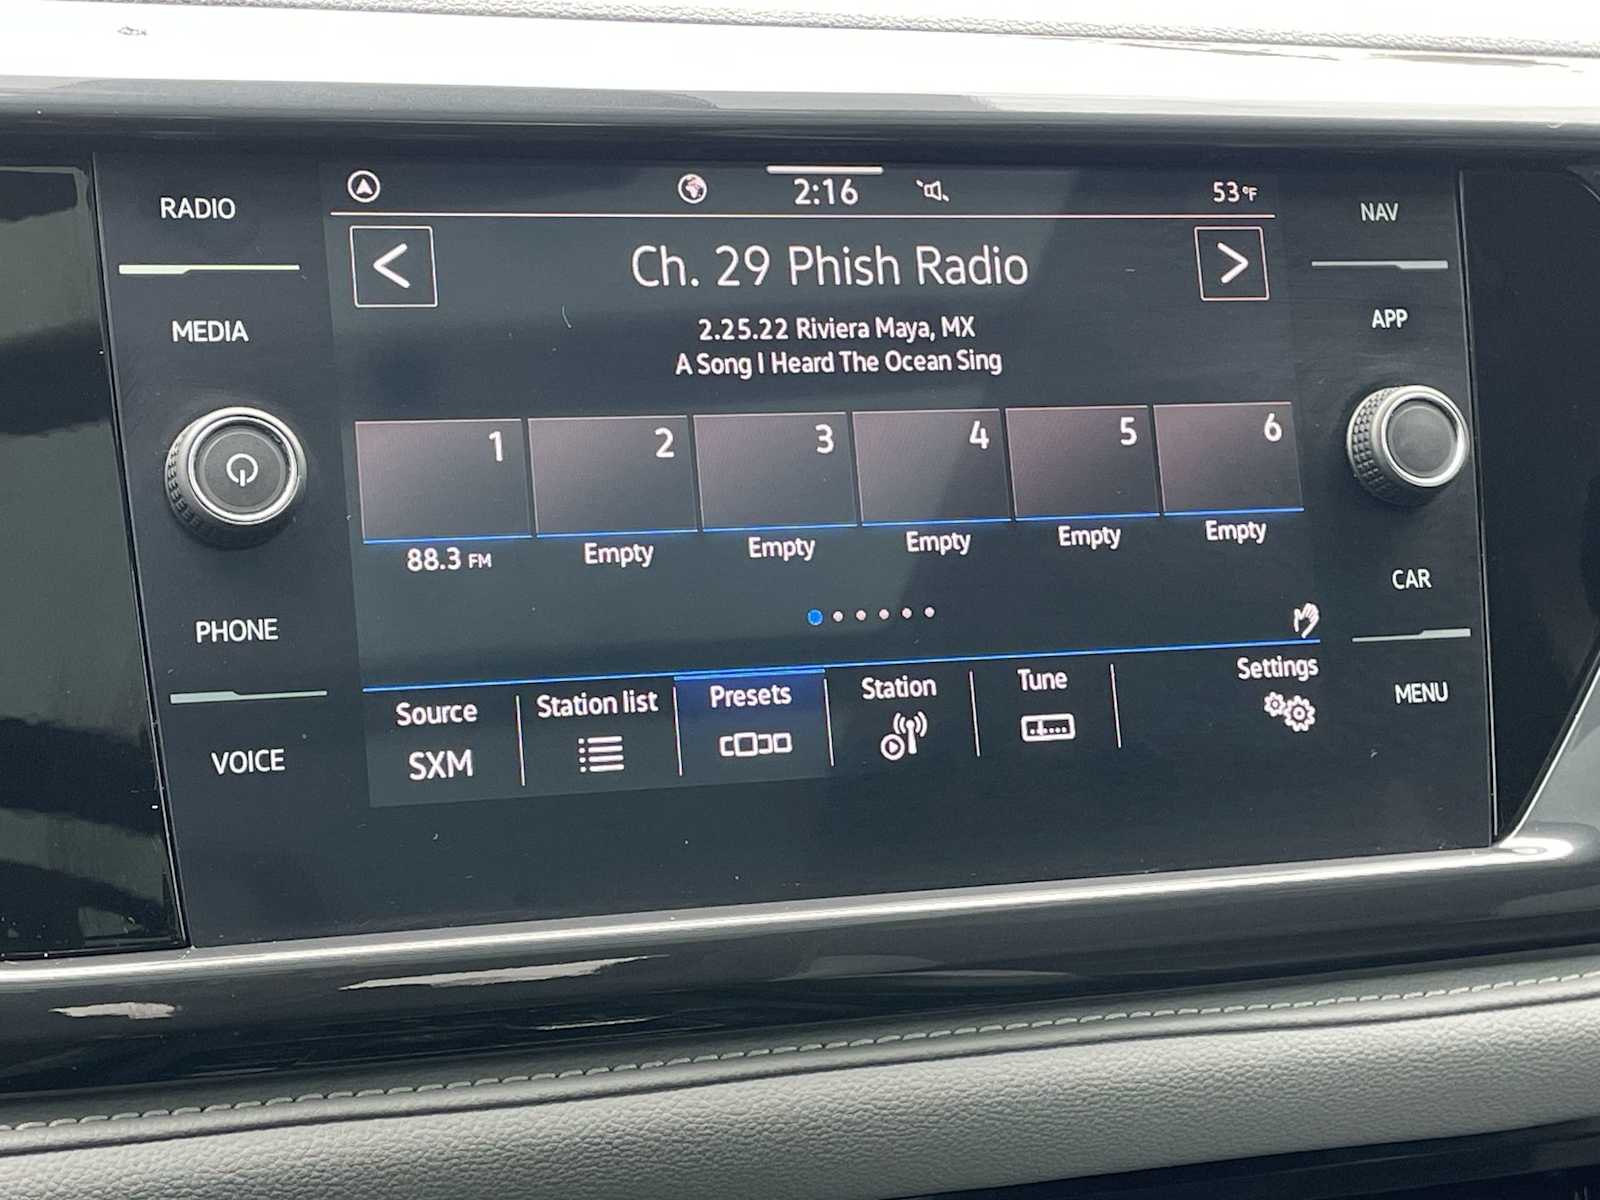 RADIO
MEDIA
PHONE
VOICE
2:16
53°F
Ch. 29 Phish Radio
2.25.22 Riviera Maya, MX
A Song I Heard The Ocean Sing
1 2 3 4 5 6
88.3 FM Empty Empty Empty Empty Empty
Source Station list Presets Station Tune Settings
SXM
NAV
APP
CAR
MENU